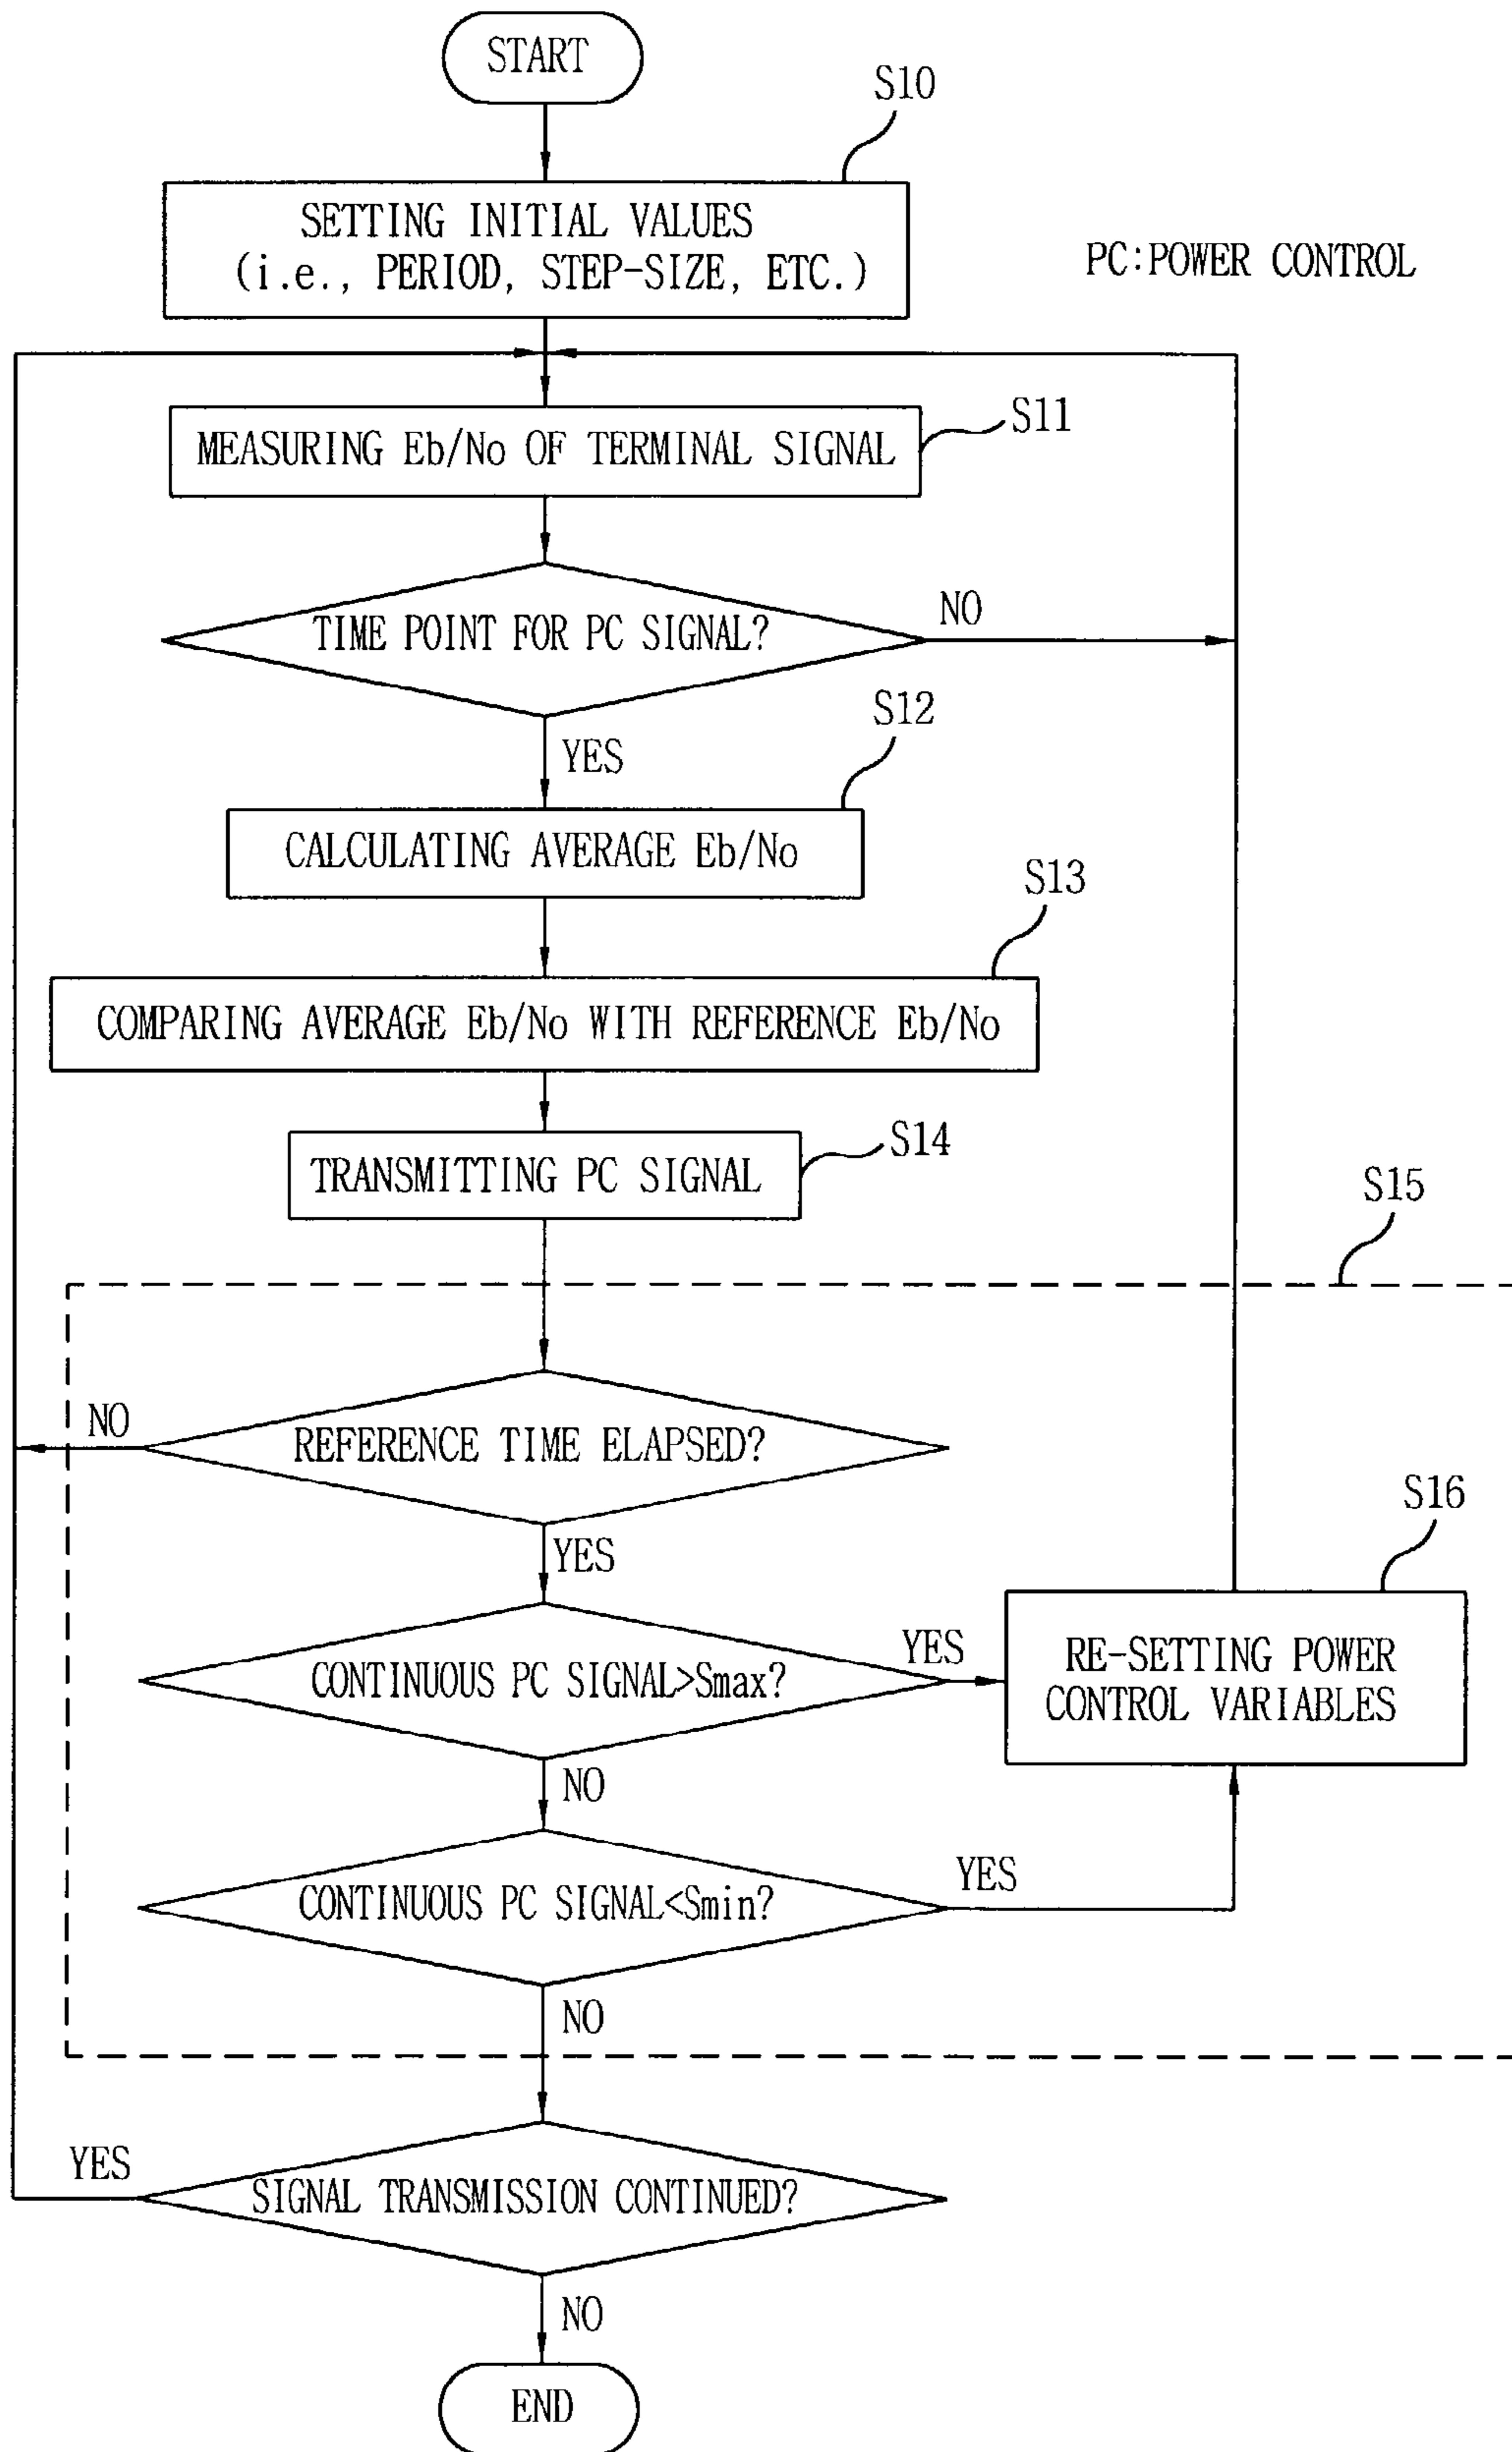 START
S10
SETTING INITIAL VALUES
(i.e., PERIOD, STEP-SIZE, ETC.)
PC:POWER CONTROL
MEASURING Eb/No OF TERMINAL SIGNAL
S11
TIME POINT FOR PC SIGNAL?
NO
YES
S12
CALCULATING AVERAGE Eb/No
S13
COMPARING AVERAGE Eb/No WITH REFERENCE Eb/No
TRANSMITTING PC SIGNAL
S14
S15
REFERENCE TIME ELAPSED?
NO
YES
CONTINUOUS PC SIGNAL>Smax?
YES
S16
RE-SETTING POWER
CONTROL VARIABLES
NO
CONTINUOUS PC SIGNAL<Smin?
YES
NO
SIGNAL TRANSMISSION CONTINUED?
YES
NO
END